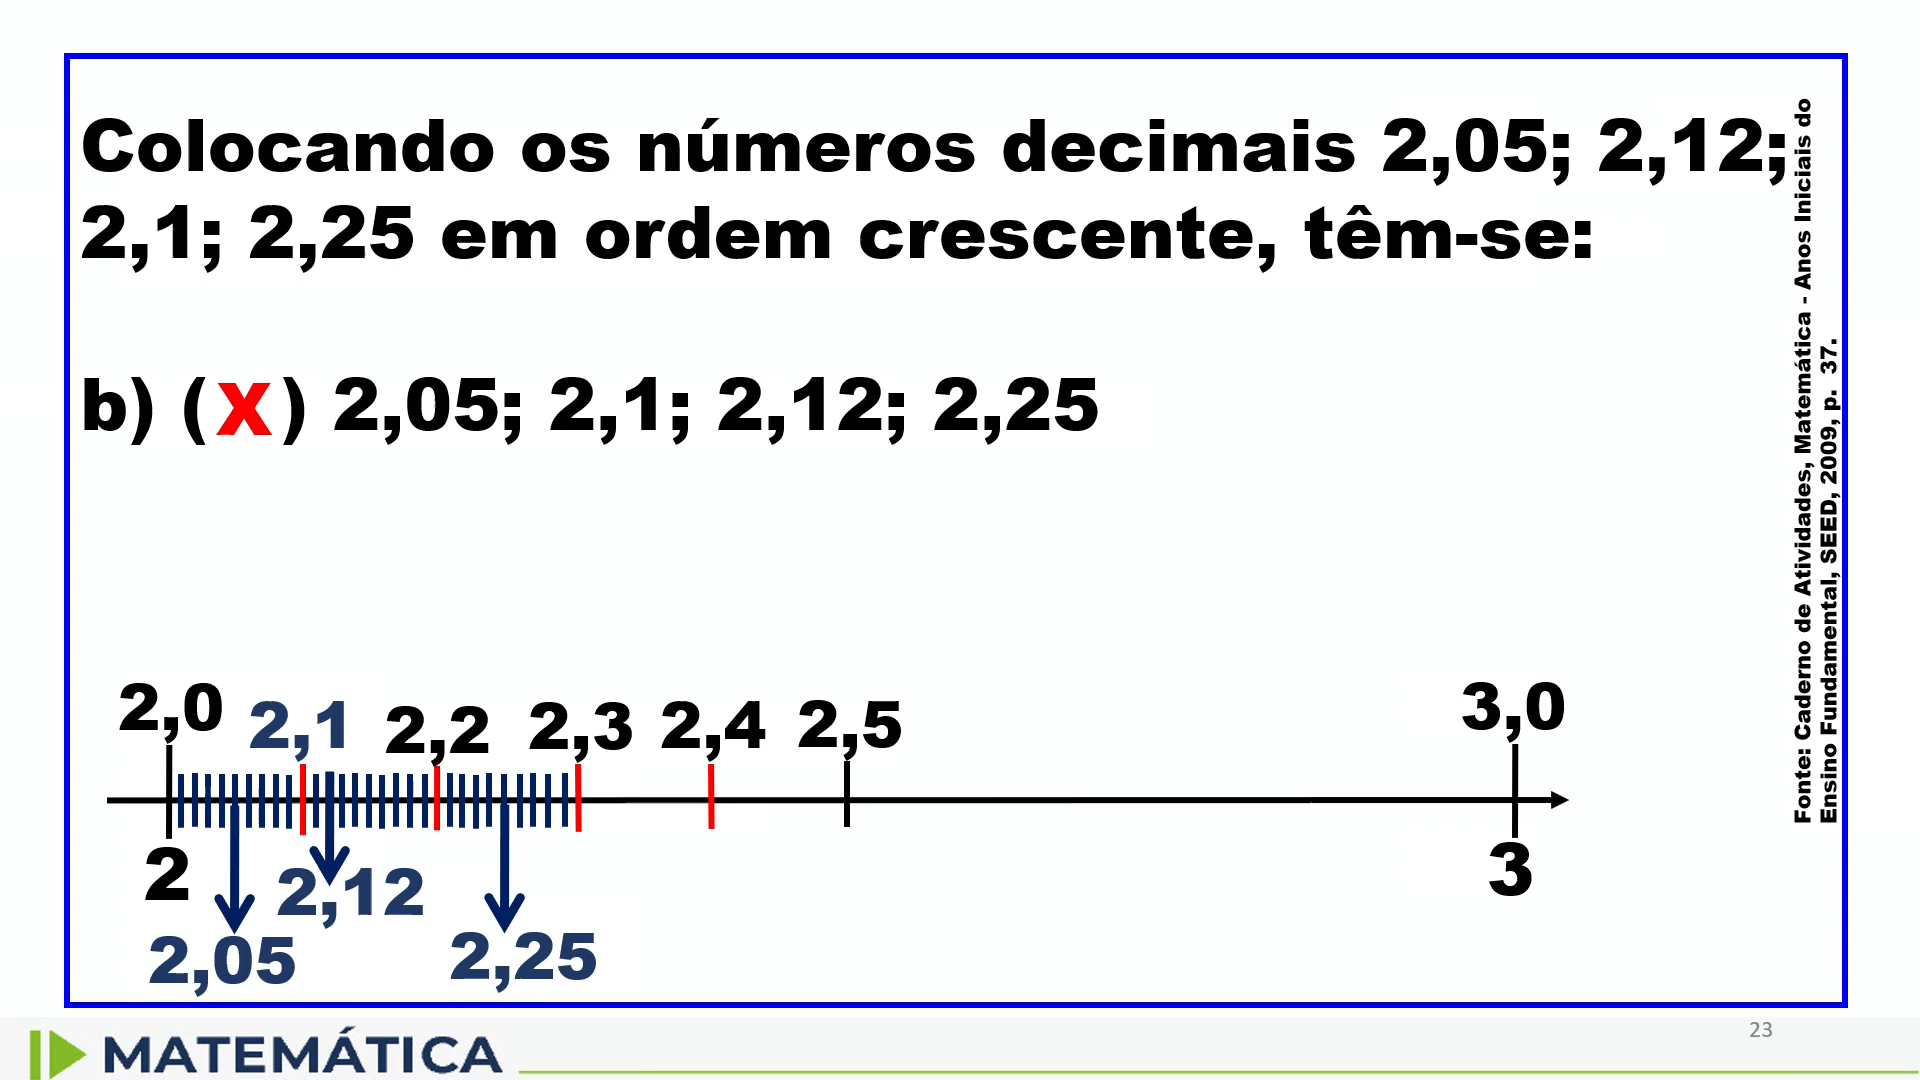 Colocando os números decimais 2,05; 2,12;
2,1; 2,25 em ordem crescente, têm-se:
b) ( X ) 2,05; 2,1; 2,12; 2,25
Fonte: Caderno de Atividades, Matemática - Anos Iniciais do
Ensino Fundamental, SEED, 2009, p. 37.
2,0 2,1 2,2 2,3 2,4 2,5 3,0
2 2,12 3
2,05 2,25
23
MATEMÁTICA